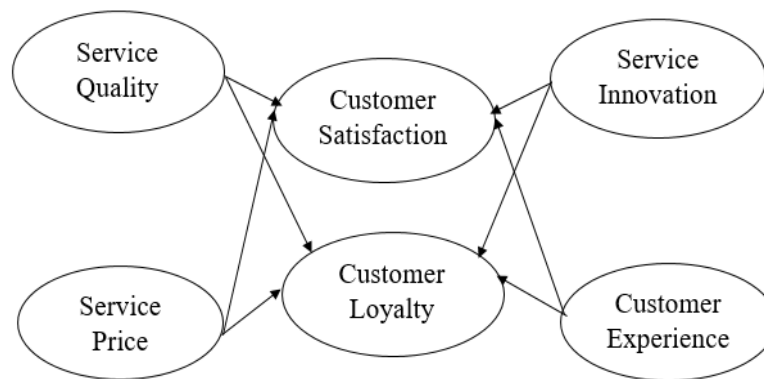 Service
Quality
Customer
Satisfaction
Service
Innovation
Service
Price
Customer
Loyalty
Customer
Experience